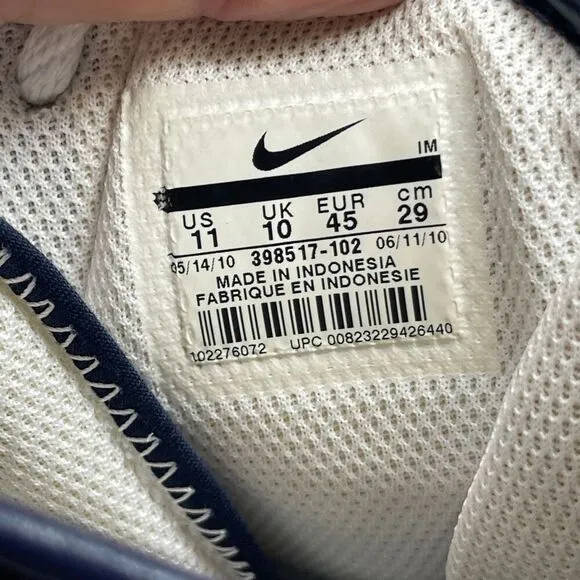 IM
US UK EUR cm
11 10 45 29
05/14/10 398517-102 06/11/10
MADE IN INDONESIA
FABRIQUE EN INDONESIE
102276072 UPC 00823229426440